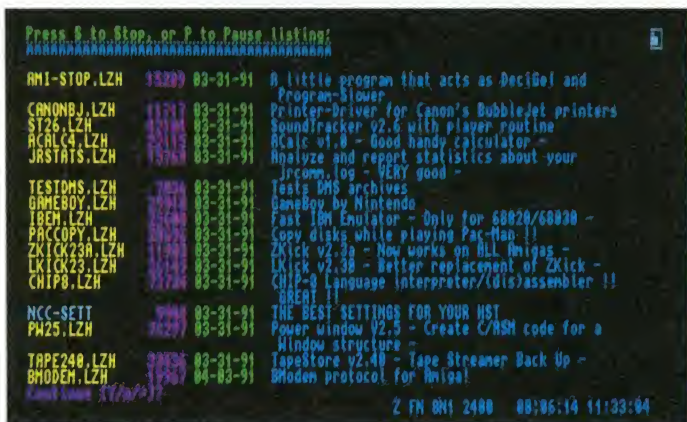 Press S to Stop, or P to Pause listing!
AMI-STOP.LZH 03-31-91 A little program that acts as DeciGel and
Program-Slower
CANONBJ.LZH 03-31-91 Printer-Driver for Canon's BubbleJet printers
ST26.LZH 03-31-91 SoundTracker v2.6 with player routine
ACALC4.LZH 03-31-91 ACalc v1.0 - Good handy calculator -
JRSTATS.LZH 03-31-91 Analyze and report statistics about your
Jrcomm.log - VERY good -
TESTDMS.LZH 03-31-91 Tests DMS archives
GAMEBOY.LZH 03-31-91 GameBoy by Nintendo
IBEM.LZH 03-31-91 Fast IBM Emulator - Only for 68020/68030 -
PACCOPY.LZH 03-31-91 Copy disks while playing Pac-Man !!
ZKICK23A.LZH 03-31-91 ZKick v2.3a - Now works on ALL Amigas -
LKICK23.LZH 03-31-91 LKick v2.30 - Better replacement of ZKick -
CHIP8.LZH 03-31-91 CHIP-8 Language interpreter/(dis)assembler !!
GREAT !!
NCC-SETT 03-31-91 THE BEST SETTINGS FOR YOUR HST
PW25.LZH 03-31-91 Power window V2.5 - Create C/ASM code for a
Window structure -
TAPE240.LZH 03-31-91 TapeStore v2.40 - Tape Streamer Back Up -
BMODEM.LZH 04-03-91 BModem protocol for Amiga!
Continue
Z FN 8N1 2400 00:06:14 11:33:04